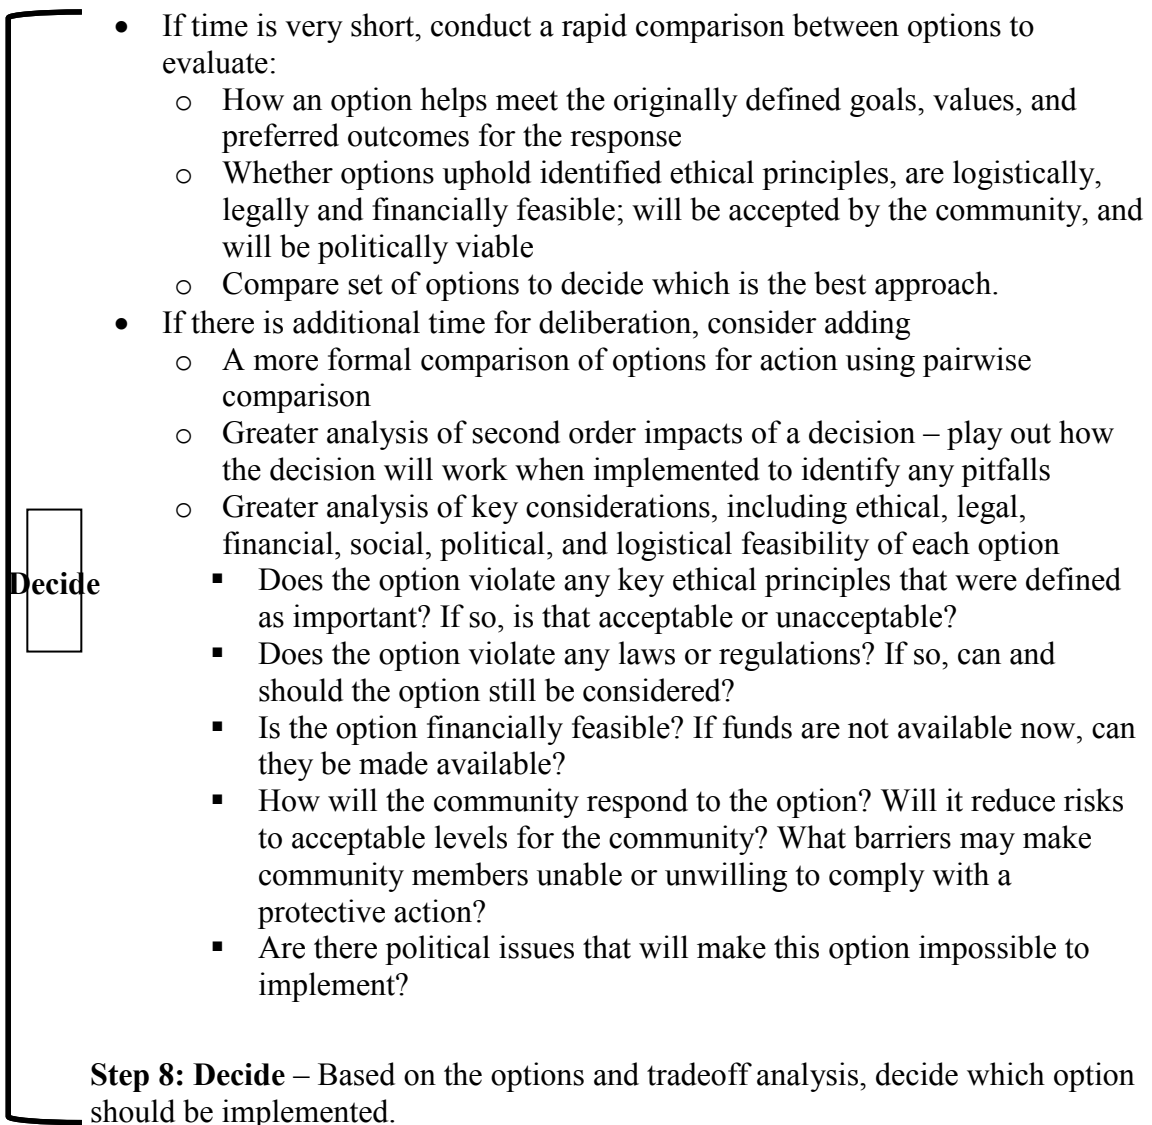 • If time is very short, conduct a rapid comparison between options to
evaluate:
o How an option helps meet the originally defined goals, values, and
preferred outcomes for the response
o Whether options uphold identified ethical principles, are logistically,
legally and financially feasible; will be accepted by the community, and
will be politically viable
o Compare set of options to decide which is the best approach.
• If there is additional time for deliberation, consider adding
o A more formal comparison of options for action using pairwise
comparison
o Greater analysis of second order impacts of a decision – play out how
the decision will work when implemented to identify any pitfalls
o Greater analysis of key considerations, including ethical, legal,
financial, social, political, and logistical feasibility of each option
Decide
▪ Does the option violate any key ethical principles that were defined
as important? If so, is that acceptable or unacceptable?
▪ Does the option violate any laws or regulations? If so, can and
should the option still be considered?
▪ Is the option financially feasible? If funds are not available now, can
they be made available?
▪ How will the community respond to the option? Will it reduce risks
to acceptable levels for the community? What barriers may make
community members unable or unwilling to comply with a
protective action?
▪ Are there political issues that will make this option impossible to
implement?
Step 8: Decide – Based on the options and tradeoff analysis, decide which option
should be implemented.